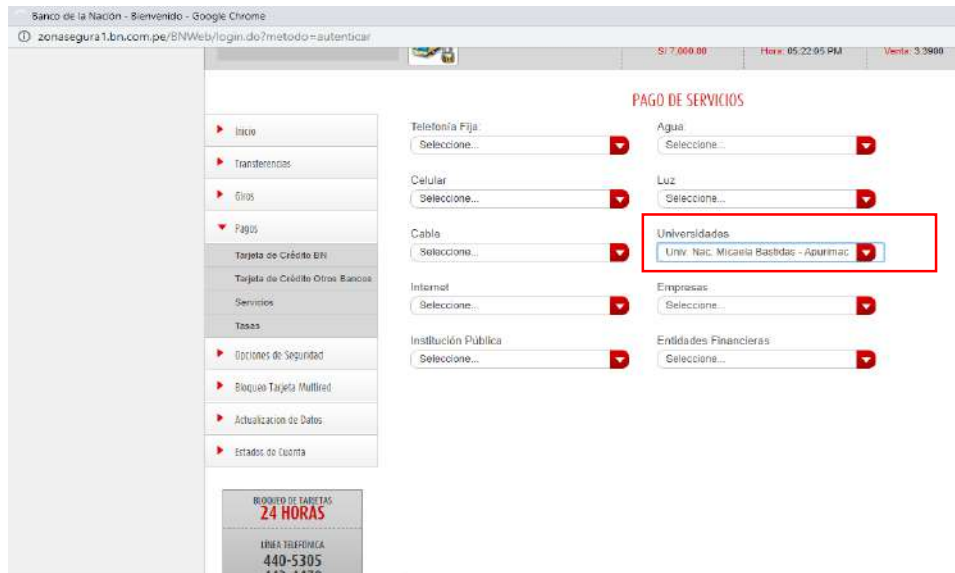 Banco de la Nación - Bienvenido - Google Chrome
zonasegura1.bn.com.pe/BNWeb/login.do?metodo=autenticar
S/ 7,000.00
Hora: 05:22:05 PM
Venta: 3.3900
PAGO DE SERVICIOS
Inicio
Transferencias
Giros
Pagos
Tarjeta de Crédito BN
Tarjeta de Crédito Otros Bancos
Servicios
Tasas
Opciones de Seguridad
Bloqueo Tarjeta Multired
Actualizacion de Datos
Estados de Cuenta
Telefonía Fija:
Seleccione...
Agua
Seleccione...
Celular
Seleccione...
Luz
Seleccione...
Cable
Seleccione...
Universidades
Univ. Nac. Micaela Bastidas - Apurimac
Internet
Seleccione...
Empresas
Seleccione...
Institución Pública
Seleccione...
Entidades Financieras
Seleccione...
BLOQUEO DE TARJETAS
24 HORAS
LÍNEA TELEFÓNICA
440-5305